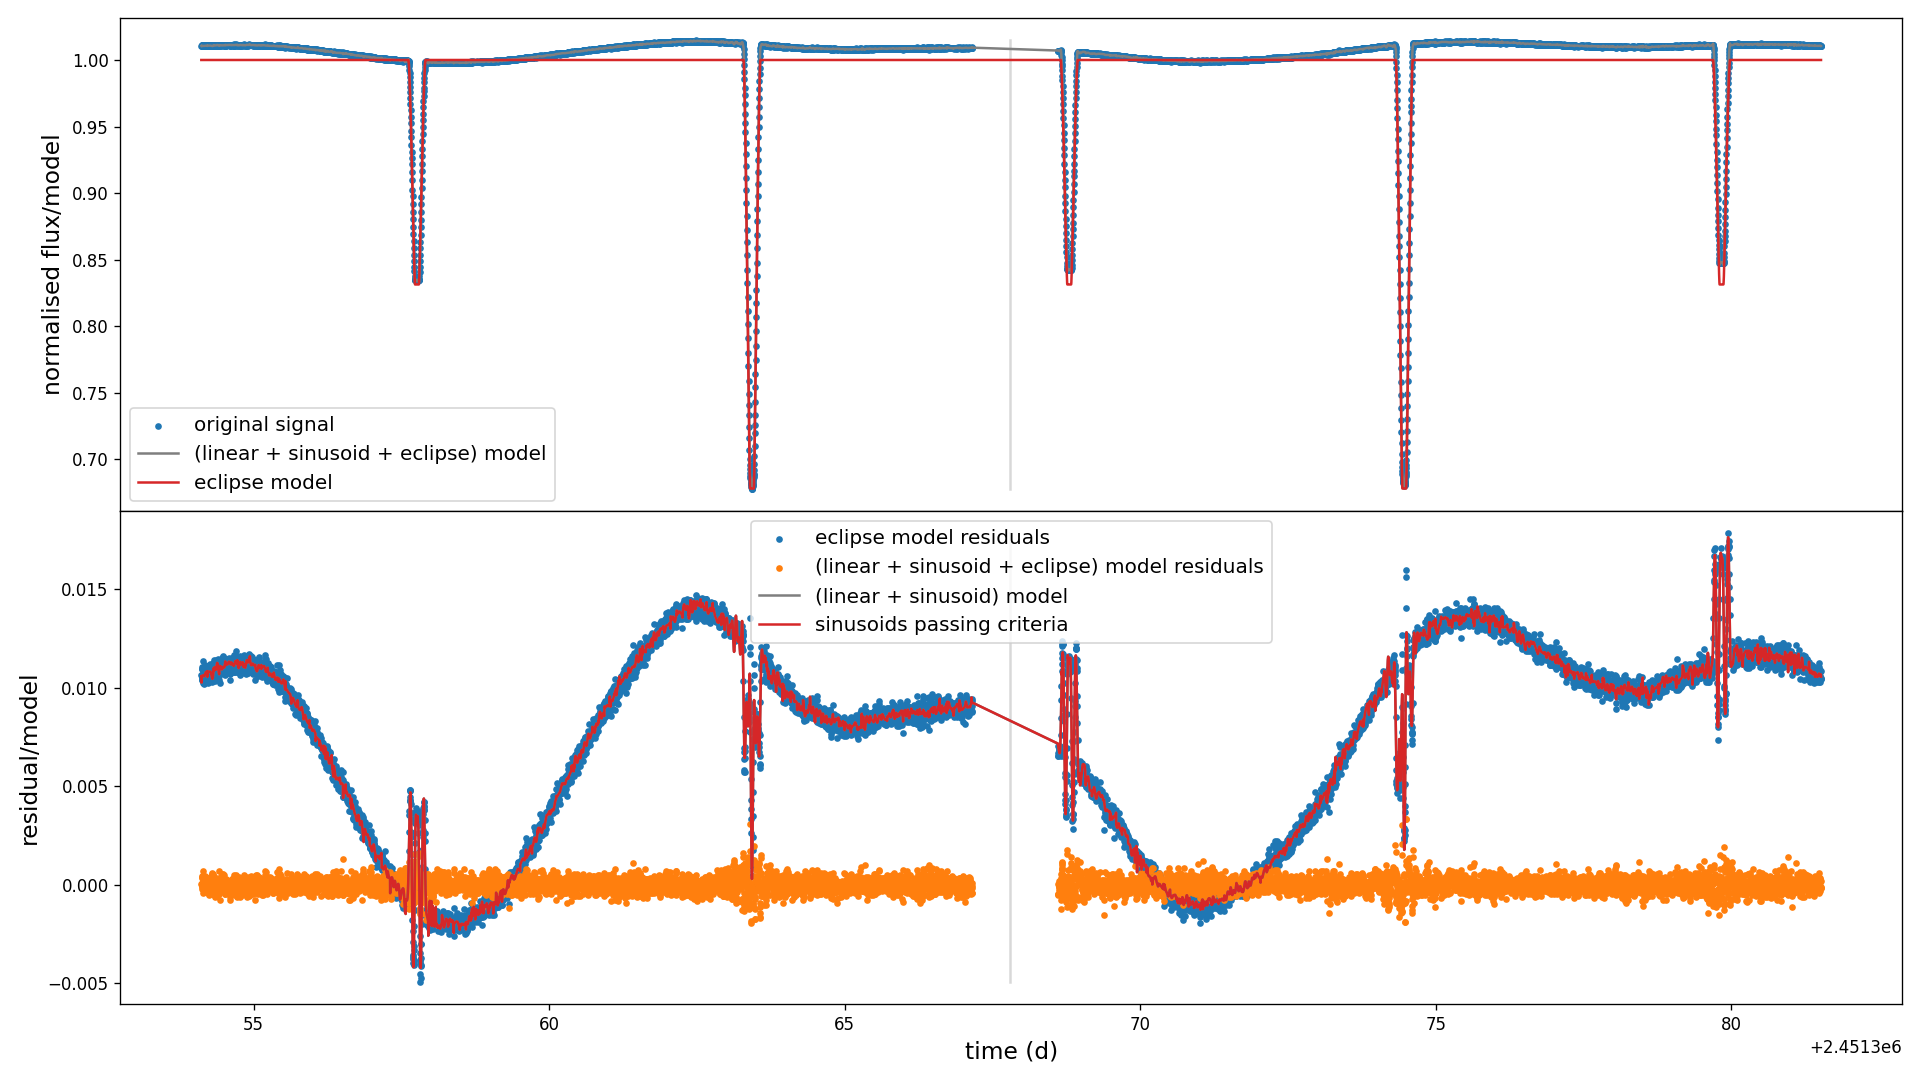 normalised flux/model
1.00
0.95
0.90
0.85
0.80
0.75
0.70
original signal
(linear + sinusoid + eclipse) model
eclipse model
residual/model
0.015
0.010
0.005
0.000
−0.005
eclipse model residuals
(linear + sinusoid + eclipse) model residuals
(linear + sinusoid) model
sinusoids passing criteria
55
60
65
70
75
80
time (d)
+2.4513e6